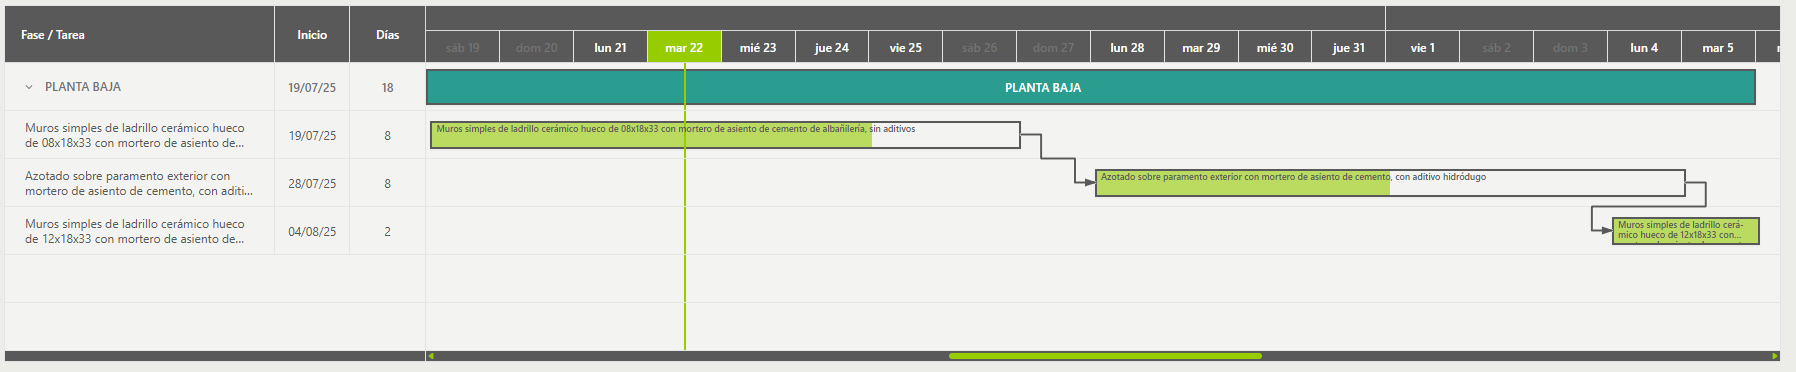 Fase / Tarea Inicio Días
sáb 19 dom 20 lun 21 mar 22 mié 23 jue 24 vie 25 sáb 26 dom 27 lun 28 mar 29 mié 30 jue 31 vie 1 sáb 2 dom 3 lun 4 mar 5
PLANTA BAJA 19/07/25 18
PLANTA BAJA
Muros simples de ladrillo cerámico hueco
de 08x18x33 con mortero de asiento de...
19/07/25 8
Muros simples de ladrillo cerámico hueco de 08x18x33 con mortero de asiento de cemento de albañillería, sin aditivos
Azotado sobre paramento exterior con
mortero de asiento de cemento, con aditi...
28/07/25 8
Azotado sobre paramento exterior con mortero de asiento de cemento, con aditivo hidródugo
Muros simples de ladrillo cerámico hueco
de 12x18x33 con mortero de asiento de...
04/08/25 2
Muros simples de ladrillo cerá-
mico hueco de 12x18x33 con...